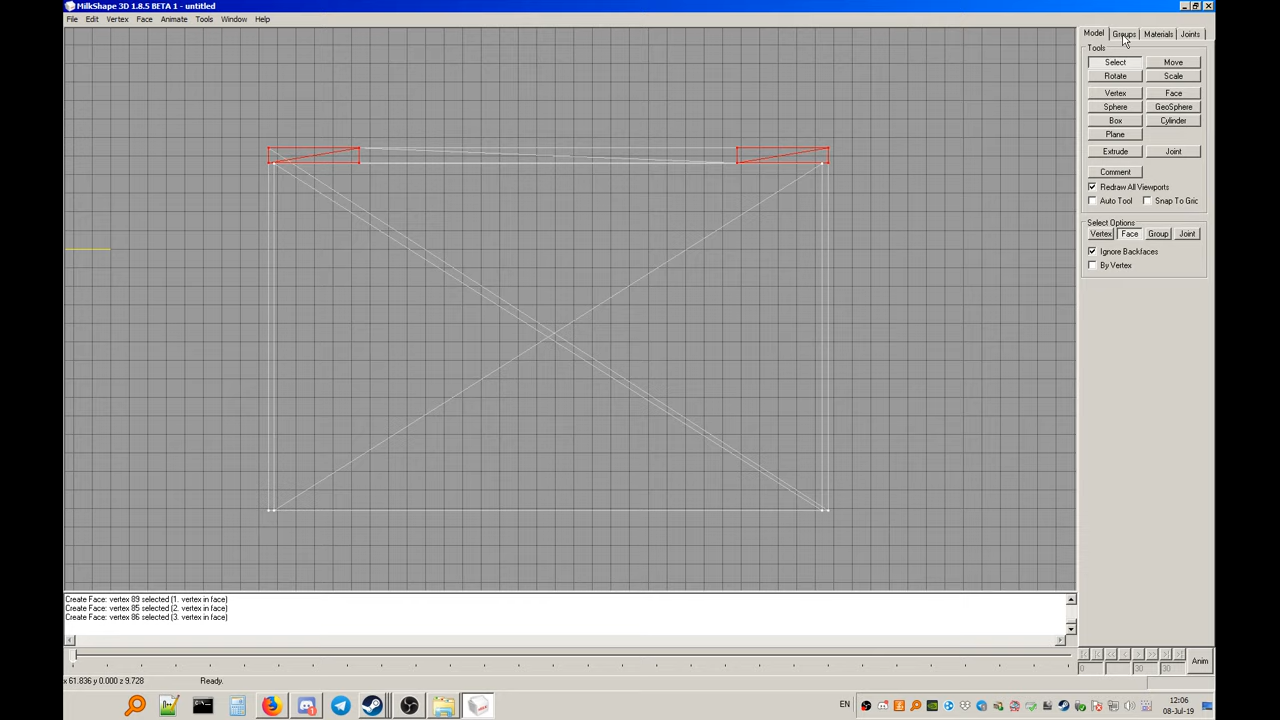 MilkShape 3D 1.8.5 BETA 1 - untitled
File Edit Vertex Face Animate Tools Window Help
Model Groups Materials Joints
Tools
Select Move
Rotate Scale
Vertex Face
Sphere GeoSphere
Box Cylinder
Plane
Extrude Joint
Comment
Redraw All Viewports
Auto Tool Snap To Gric
Select Options
Vertex Face Group Joint
Ignore Backfaces
By Vertex
Create Face: vertex 89 selected (1. vertex in face)
Create Face: vertex 85 selected (2. vertex in face)
Create Face: vertex 86 selected (3. vertex in face)
0 30 30 Anim
x 61.836 y 0.000 z 9.728 Ready.
EN
12:06
08-Jul-19